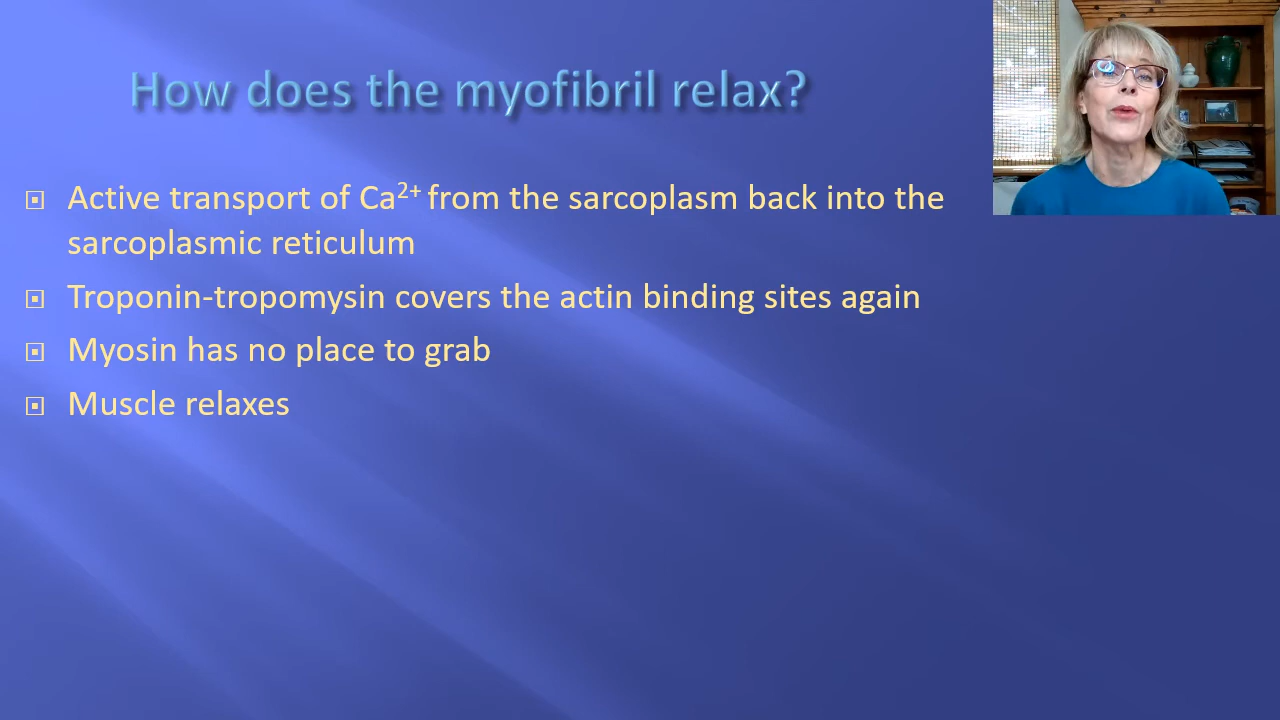 How does the myofibril relax?
Active transport of Ca2+ from the sarcoplasm back into the
sarcoplasmic reticulum
Troponin-tropomysin covers the actin binding sites again
Myosin has no place to grab
Muscle relaxes